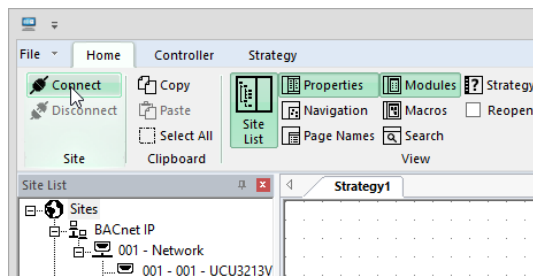 File Home Controller Strategy
Connect Copy Properties Modules Strategy
Disconnect Paste Navigation Macros Reopen
Select All Site List Page Names Search
Site Clipboard View
Site List Strategy1
Sites
BACnet IP
001 - Network
001 - 001 - UCU3213V